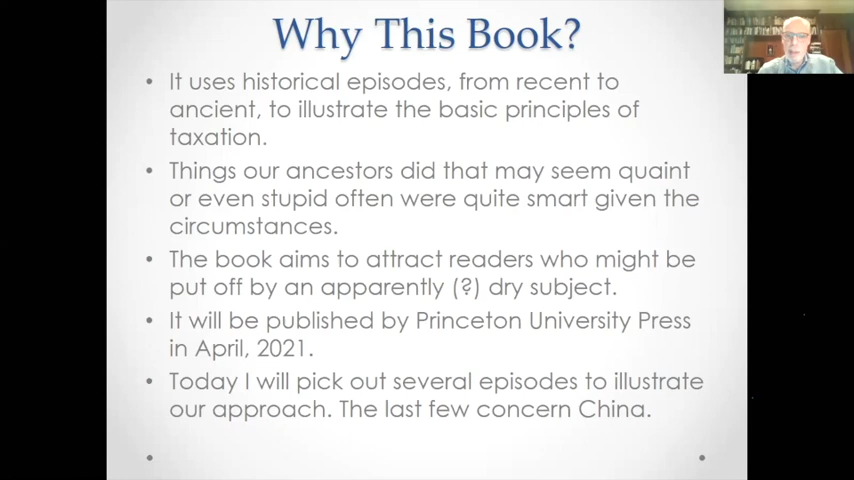 Why This Book?
• It uses historical episodes, from recent to
ancient, to illustrate the basic principles of
taxation.
• Things our ancestors did that may seem quaint
or even stupid often were quite smart given the
circumstances.
• The book aims to attract readers who might be
put off by an apparently (?) dry subject.
• It will be published by Princeton University Press
in April, 2021.
• Today I will pick out several episodes to illustrate
our approach. The last few concern China.